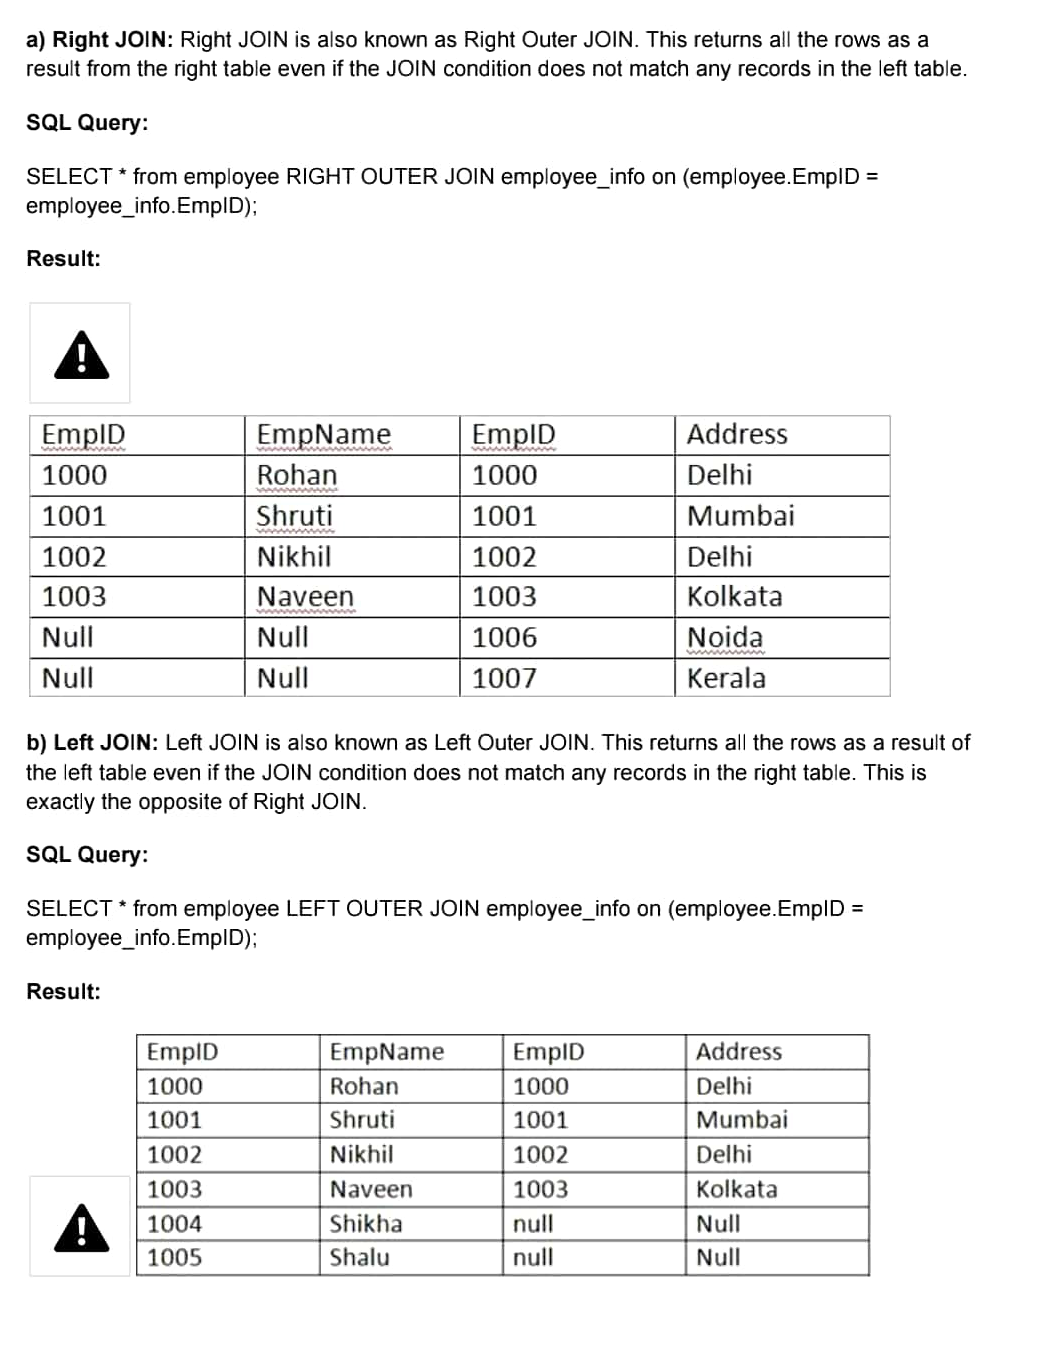 a) Right JOIN: Right JOIN is also known as Right Outer JOIN. This returns all the rows as a
result from the right table even if the JOIN condition does not match any records in the left table.
SQL Query:
SELECT * from employee RIGHT OUTER JOIN employee_info on (employee.EmpID =
employee_info.EmpID);
Result:
EmpID EmpName EmpID Address
1000 Rohan 1000 Delhi
1001 Shruti 1001 Mumbai
1002 Nikhil 1002 Delhi
1003 Naveen 1003 Kolkata
Null Null 1006 Noida
Null Null 1007 Kerala
b) Left JOIN: Left JOIN is also known as Left Outer JOIN. This returns all the rows as a result of
the left table even if the JOIN condition does not match any records in the right table. This is
exactly the opposite of Right JOIN.
SQL Query:
SELECT * from employee LEFT OUTER JOIN employee_info on (employee.EmpID =
employee_info.EmpID);
Result:
EmpID EmpName EmpID Address
1000 Rohan 1000 Delhi
1001 Shruti 1001 Mumbai
1002 Nikhil 1002 Delhi
1003 Naveen 1003 Kolkata
1004 Shikha null Null
1005 Shalu null Null